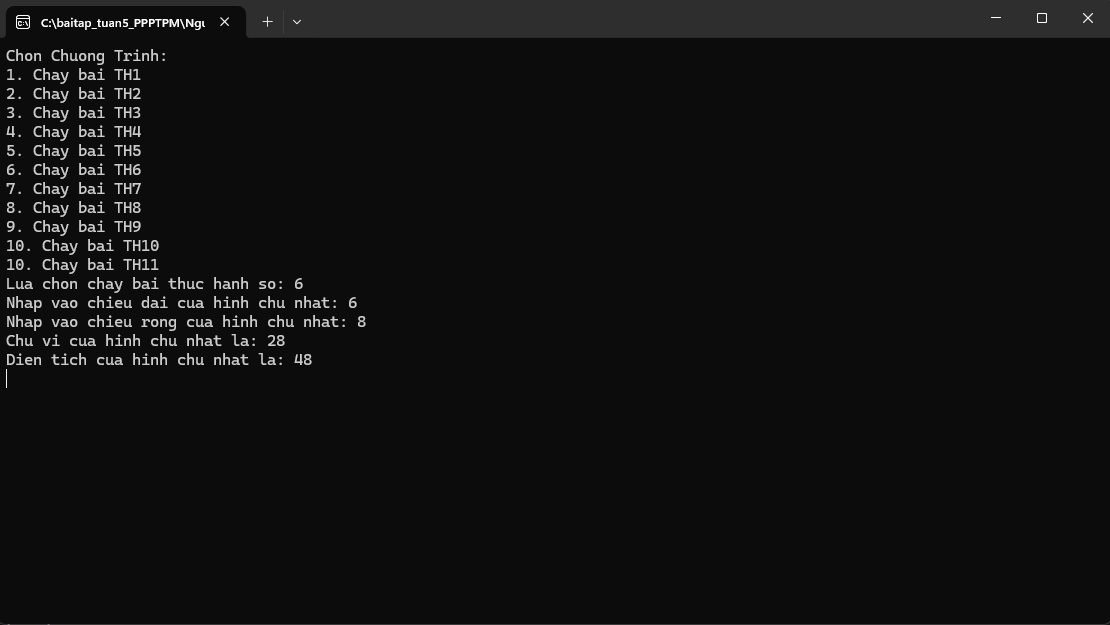 C:\baitap_tuan5_PPPTPM\Ngu
Chon Chuong Trinh:
1. Chay bai TH1
2. Chay bai TH2
3. Chay bai TH3
4. Chay bai TH4
5. Chay bai TH5
6. Chay bai TH6
7. Chay bai TH7
8. Chay bai TH8
9. Chay bai TH9
10. Chay bai TH10
10. Chay bai TH11
Lua chon chay bai thuc hanh so: 6
Nhap vao chieu dai cua hinh chu nhat: 6
Nhap vao chieu rong cua hinh chu nhat: 8
Chu vi cua hinh chu nhat la: 28
Dien tich cua hinh chu nhat la: 48